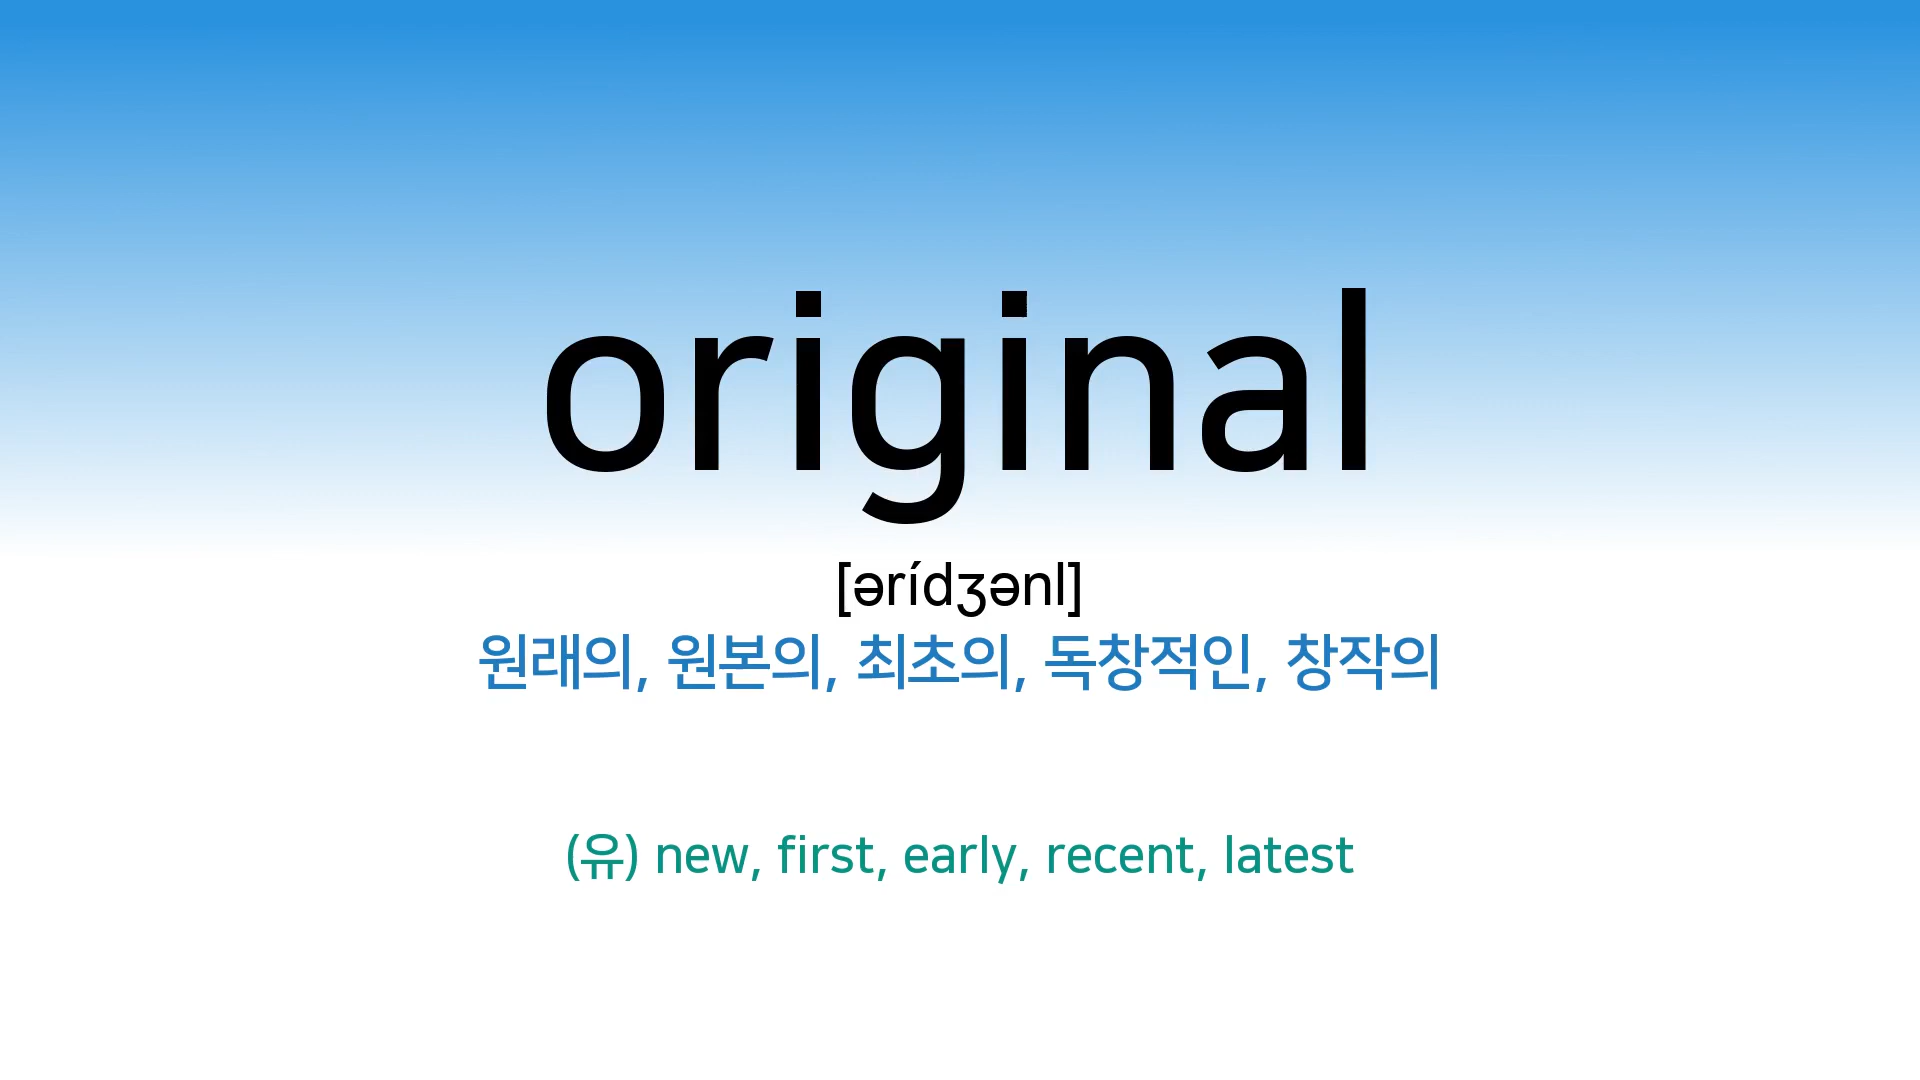 original
[ərídʒənl]
원래의, 원본의, 최초의, 독창적인, 창작의
(유) new, first, early, recent, latest